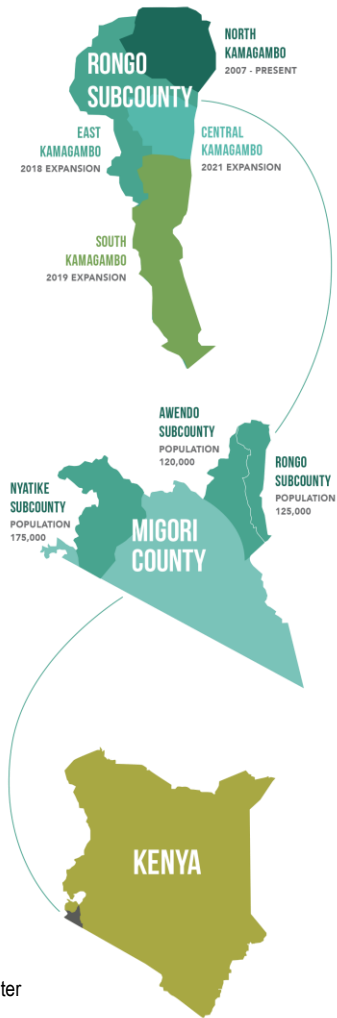 NORTH
KAMAGAMBO
2007 - PRESENT
RONGO
SUBCOUNTY
EAST
KAMAGAMBO
2018 EXPANSION
CENTRAL
KAMAGAMBO
2021 EXPANSION
SOUTH
KAMAGAMBO
2019 EXPANSION
AWENDO
SUBCOUNTY
POPULATION
120,000
RONGO
SUBCOUNTY
POPULATION
125,000
NYATIKE
SUBCOUNTY
POPULATION
175,000
MIGORI
COUNTY
KENYA
ter